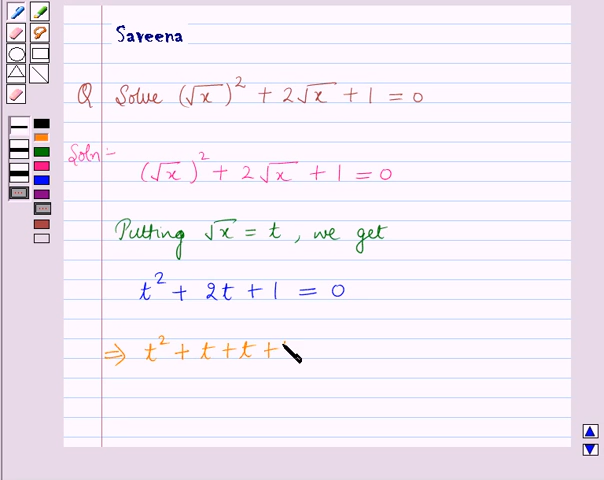 Saveena
Q Solve (√x)² + 2√x + 1 = 0
Soln:-
(√x)² + 2√x + 1 = 0
Putting √x = t, we get
t² + 2t + 1 = 0
⇒ t² + t + t +